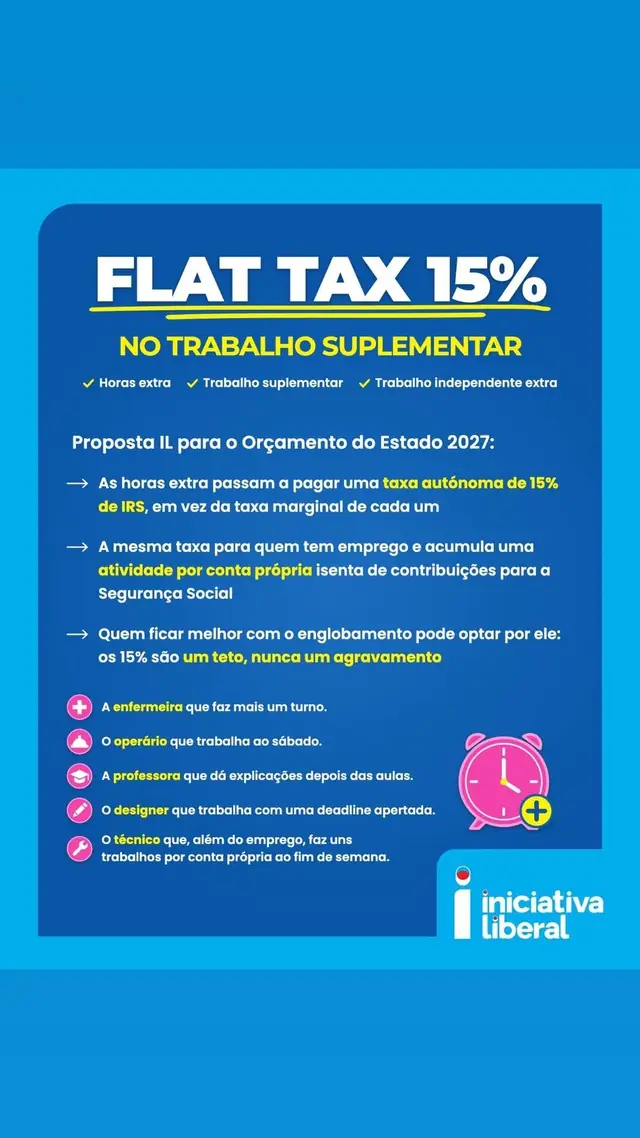 FLAT TAX 15%
NO TRABALHO SUPLEMENTAR
Horas extra Trabalho suplementar Trabalho independente extra
Proposta IL para o Orçamento do Estado 2027:
As horas extra passam a pagar uma taxa autónoma de 15%
de IRS, em vez da taxa marginal de cada um
A mesma taxa para quem tem emprego e acumula uma
atividade por conta própria isenta de contribuições para a
Segurança Social
Quem ficar melhor com o englobamento pode optar por ele:
os 15% são um teto, nunca um agravamento
A enfermeira que faz mais um turno.
O operário que trabalha ao sábado.
A professora que dá explicações depois das aulas.
O designer que trabalha com uma deadline apertada.
O técnico que, além do emprego, faz uns
trabalhos por conta própria ao fim de semana.
iniciativa
liberal